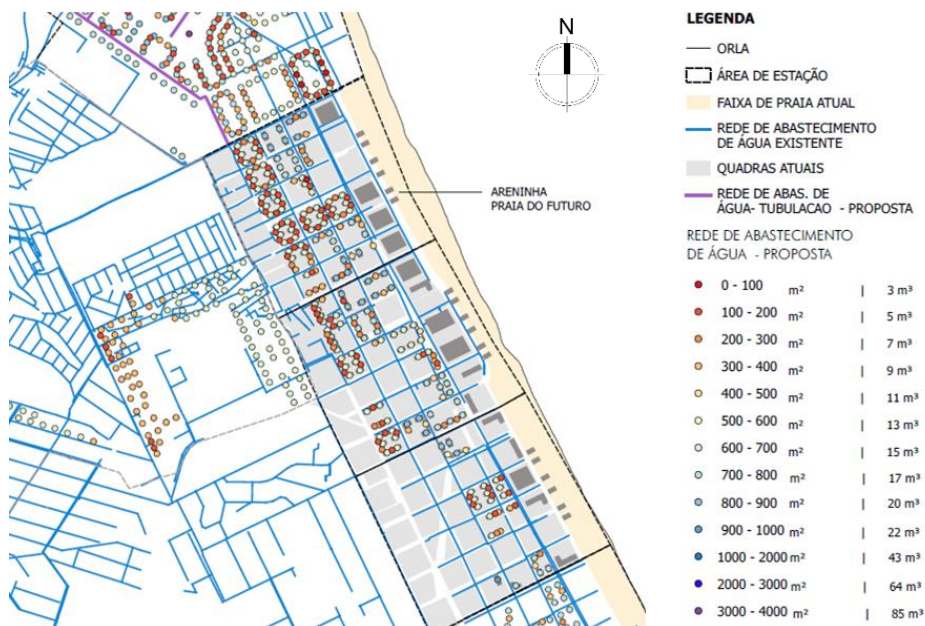 N
ARENINHA
PRAIA DO FUTURO
LEGENDA
ORLA
ÁREA DE ESTAÇÃO
FAIXA DE PRAIA ATUAL
REDE DE ABASTECIMENTO
DE ÁGUA EXISTENTE
QUADRAS ATUAIS
REDE DE ABAS. DE
ÁGUA- TUBULACAO - PROPOSTA
REDE DE ABASTECIMENTO
DE ÁGUA - PROPOSTA
0 - 100 m² | 3 m³
100 - 200 m² | 5 m³
200 - 300 m² | 7 m³
300 - 400 m² | 9 m³
400 - 500 m² | 11 m³
500 - 600 m² | 13 m³
600 - 700 m² | 15 m³
700 - 800 m² | 17 m³
800 - 900 m² | 20 m³
900 - 1000 m² | 22 m³
1000 - 2000 m² | 43 m³
2000 - 3000 m² | 64 m³
3000 - 4000 m² | 85 m³